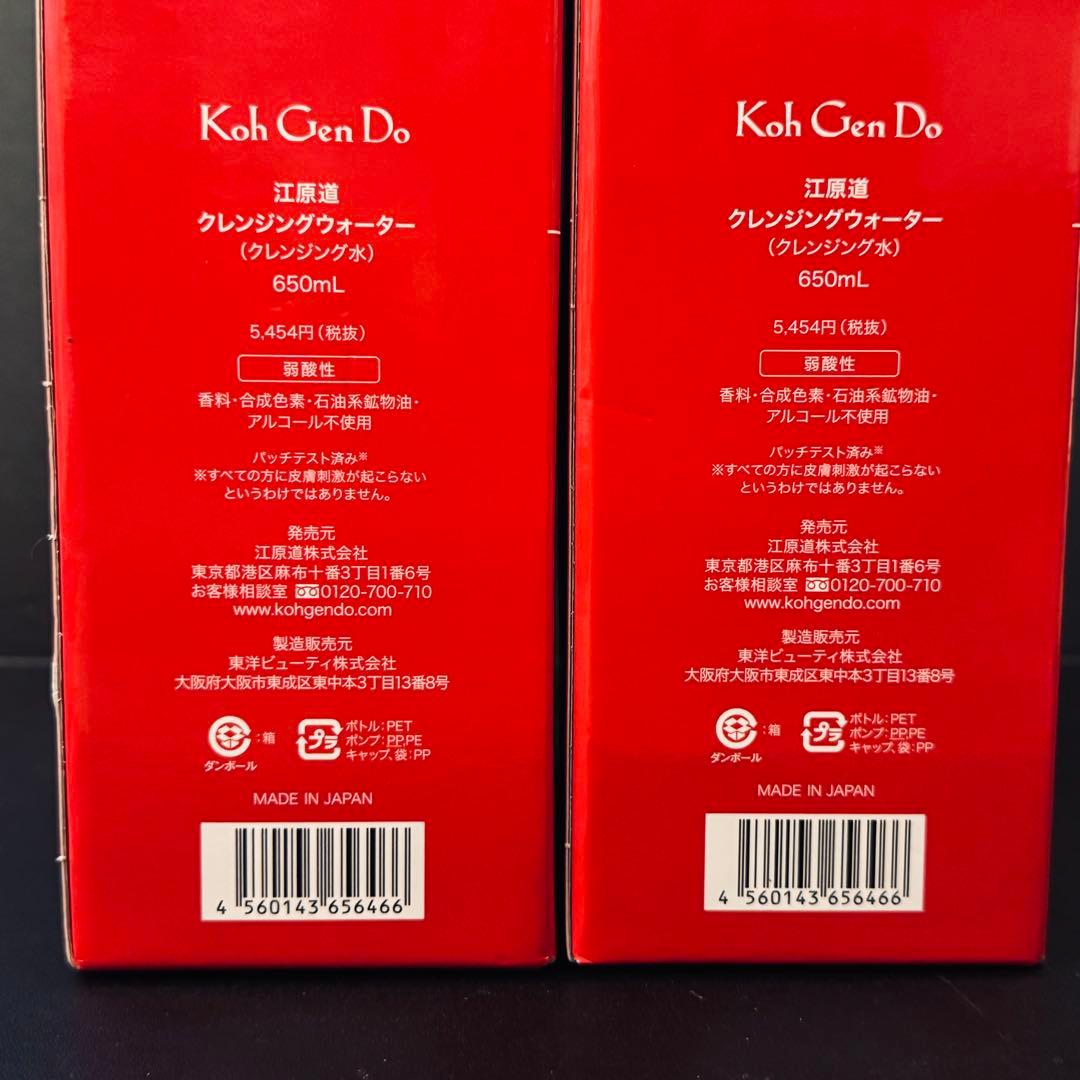 Koh Gen Do
江原道
クレンジングウォーター
(クレンジング水)
650mL
5,454円(税抜)
弱酸性
香料・合成色素・石油系鉱物油・
アルコール不使用
パッチテスト済み※
※すべての方に皮膚刺激が起こらない
というわけではありません。
発売元
江原道株式会社
東京都港区麻布十番3丁目1番6号
お客様相談室 0120-700-710
www.kohgendo.com
製造販売元
東洋ビューティ株式会社
大阪府大阪市東成区東中本3丁目13番8号
:箱
ダンボール
プラ
ボトル:PET
ポンプ:PP,PE
キャップ、袋:PP
MADE IN JAPAN
4 560143 656466
Koh Gen Do
江原道
クレンジングウォーター
(クレンジング水)
650mL
5,454円(税抜)
弱酸性
香料・合成色素・石油系鉱物油・
アルコール不使用
パッチテスト済み※
※すべての方に皮膚刺激が起こらない
というわけではありません。
発売元
江原道株式会社
東京都港区麻布十番3丁目1番6号
お客様相談室 0120-700-710
www.kohgendo.com
製造販売元
東洋ビューティ株式会社
大阪府大阪市東成区東中本3丁目13番8号
:箱
ダンボール
プラ
ボトル:PET
ポンプ:PP,PE
キャップ、袋:PP
MADE IN JAPAN
4 560143 656466